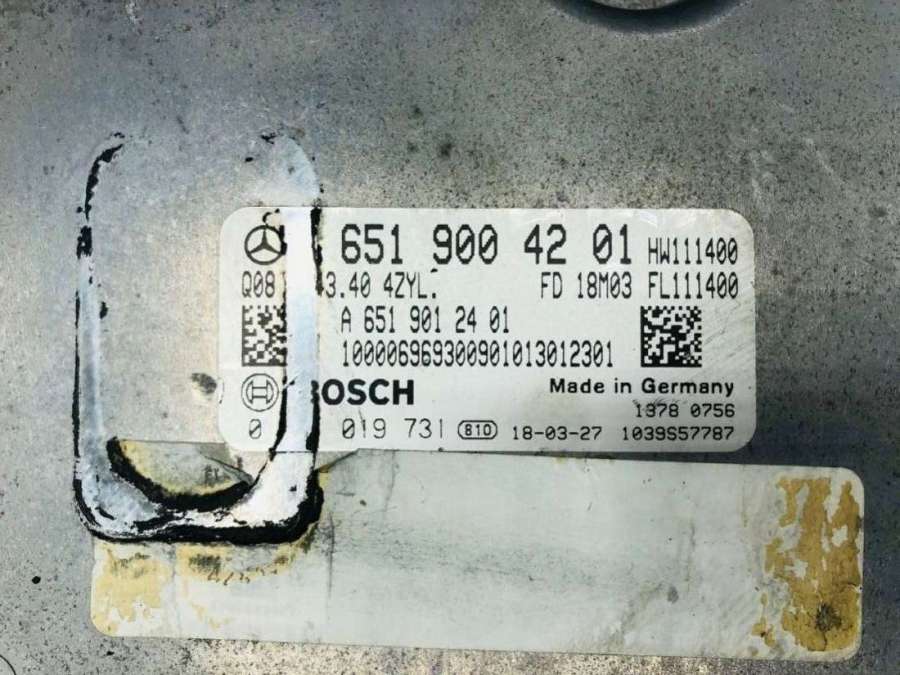 651 900 42 01 HW111400
Q08 3.40 4ZYL. FD 18M03 FL111400
A 651 901 24 01
100006969300901013012301
BOSCH Made in Germany
1378 0756
0 019 731 810 18-03-27 1039S57787